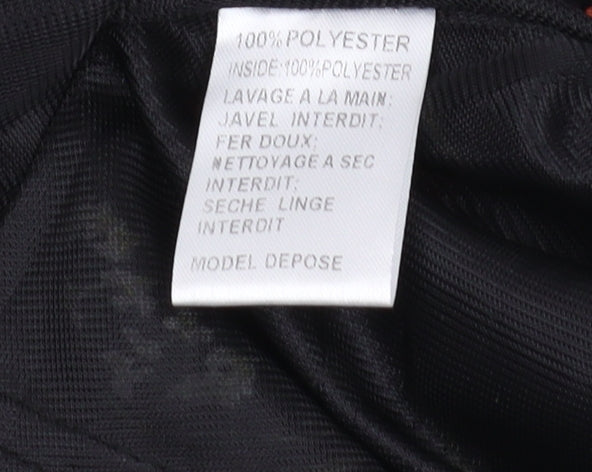 100% POLYESTER
INSIDE:100%POLYESTER
LAVAGE A LA MAIN;
JAVEL INTERDIT;
FER DOUX;
NETTOYAGE A SEC
INTERDIT;
SECHE LINGE
INTERDIT
MODEL DEPOSE